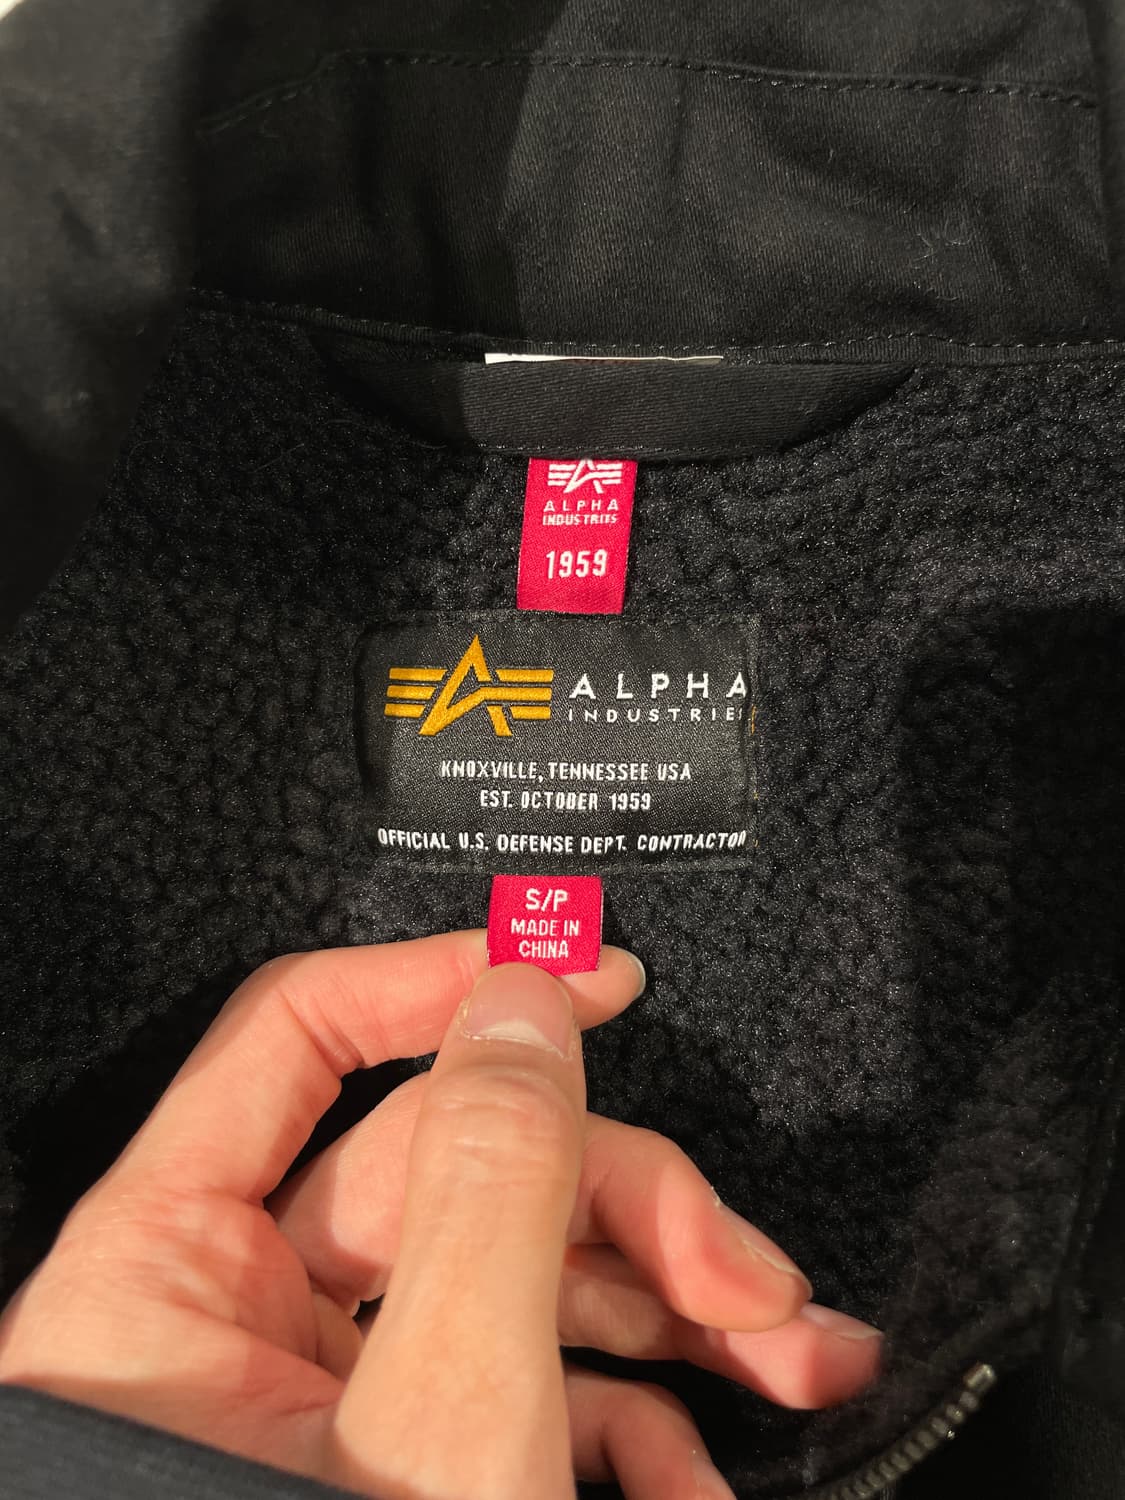 ALPHA
INDUSTRIES
1959
ALPHA
INDUSTRIES
KNOXVILLE, TENNESSEE USA
EST. OCTOBER 1959
OFFICIAL U.S. DEFENSE DEPT. CONTRACTOR
S/P
MADE IN
CHINA